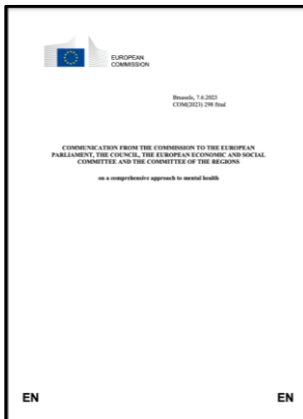 EUROPEAN
COMMISSION
Brussels, 7.6.2023
COM(2023) 298 final
COMMUNICATION FROM THE COMMISSION TO THE EUROPEAN
PARLIAMENT, THE COUNCIL, THE EUROPEAN ECONOMIC AND SOCIAL
COMMITTEE AND THE COMMITTEE OF THE REGIONS
on a comprehensive approach to mental health
EN EN